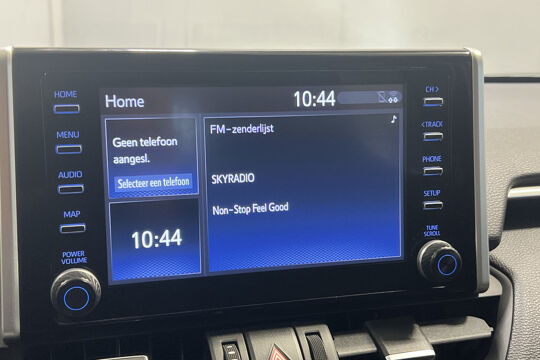 HOME
MENU
AUDIO
MAP
POWER
VOLUME
Home
10:44
Geen telefoon
aangesl.
Selecteer een telefoon
10:44
FM-zenderlijst
SKYRADIO
Non-Stop Feel Good
CH >
< TRACK
PHONE
SETUP
TUNE
SCROLL